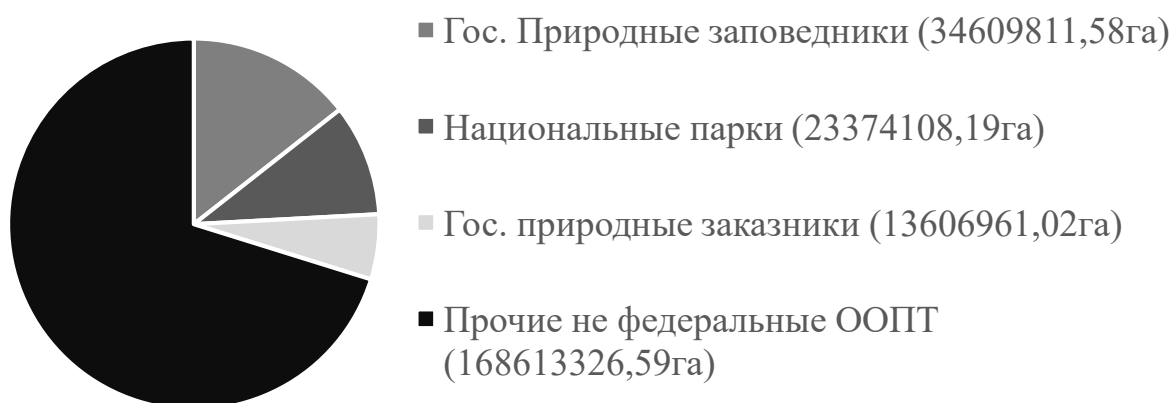 Гос. Природные заповедники (34609811,58га)
Национальные парки (23374108,19га)
Гос. природные заказники (13606961,02га)
Прочие не федеральные ООПТ
(168613326,59га)